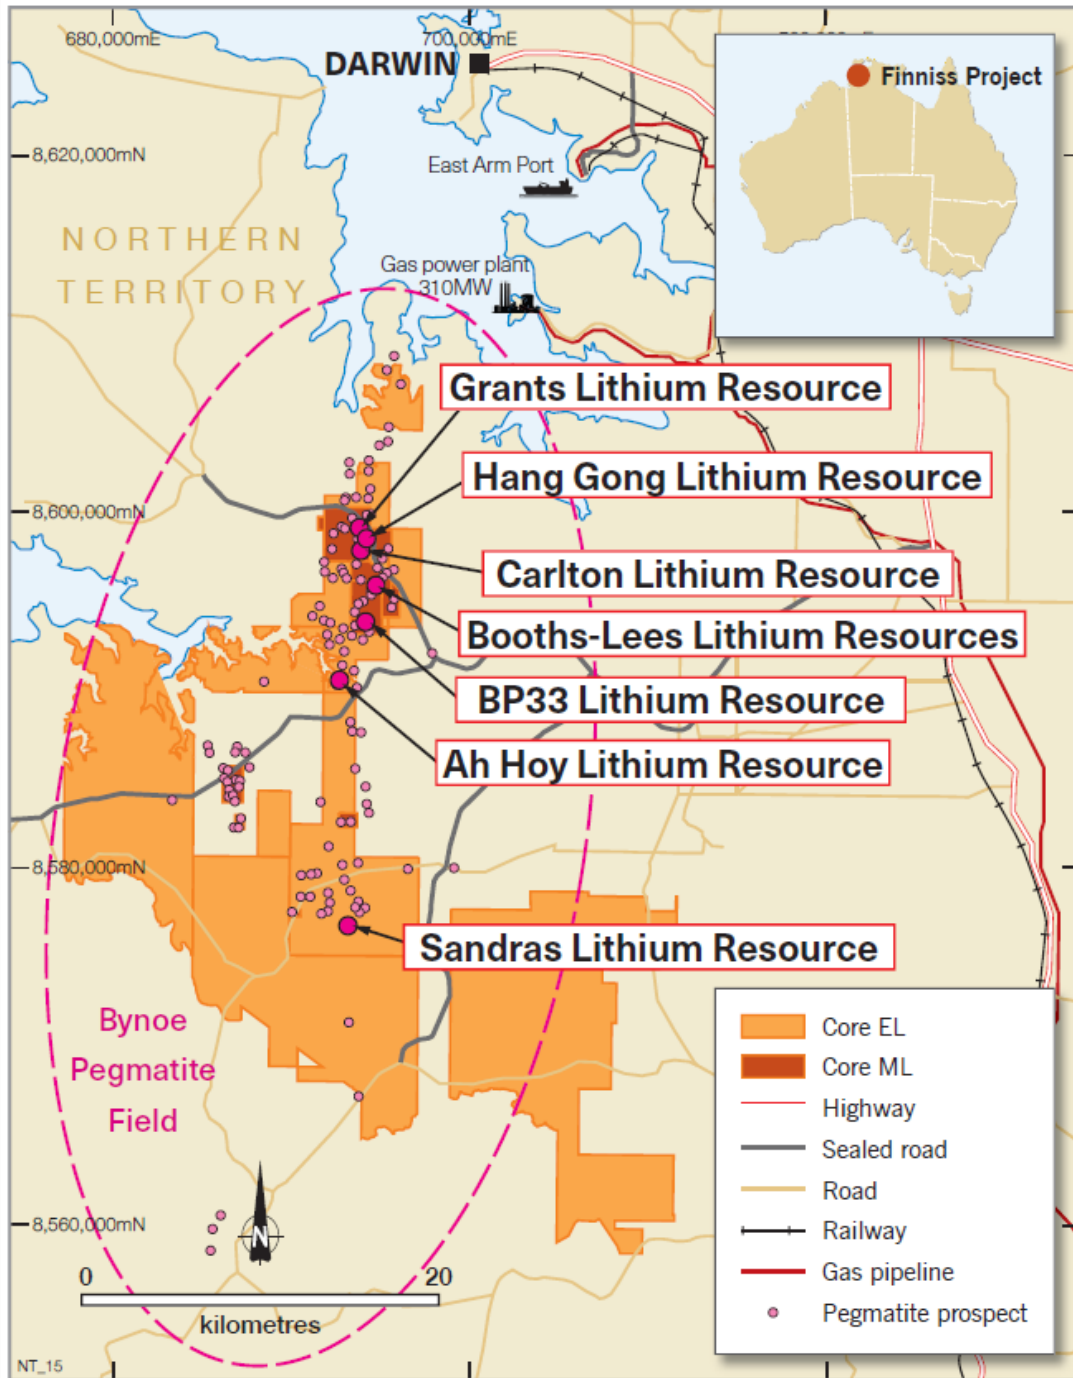 680,000mE
700,000mE
DARWIN
Finniss Project
8,620,000mN
East Arm Port
NORTHERN
TERRITORY
Gas power plant
310MW
Grants Lithium Resource
Hang Gong Lithium Resource
8,600,000mN
Carlton Lithium Resource
Booths-Lees Lithium Resources
BP33 Lithium Resource
Ah Hoy Lithium Resource
8,580,000mN
Sandras Lithium Resource
Bynoe
Pegmatite
Field
Core EL
Core ML
Highway
Sealed road
Road
Railway
Gas pipeline
Pegmatite prospect
8,560,000mN
N
0 20
kilometres
NT_15